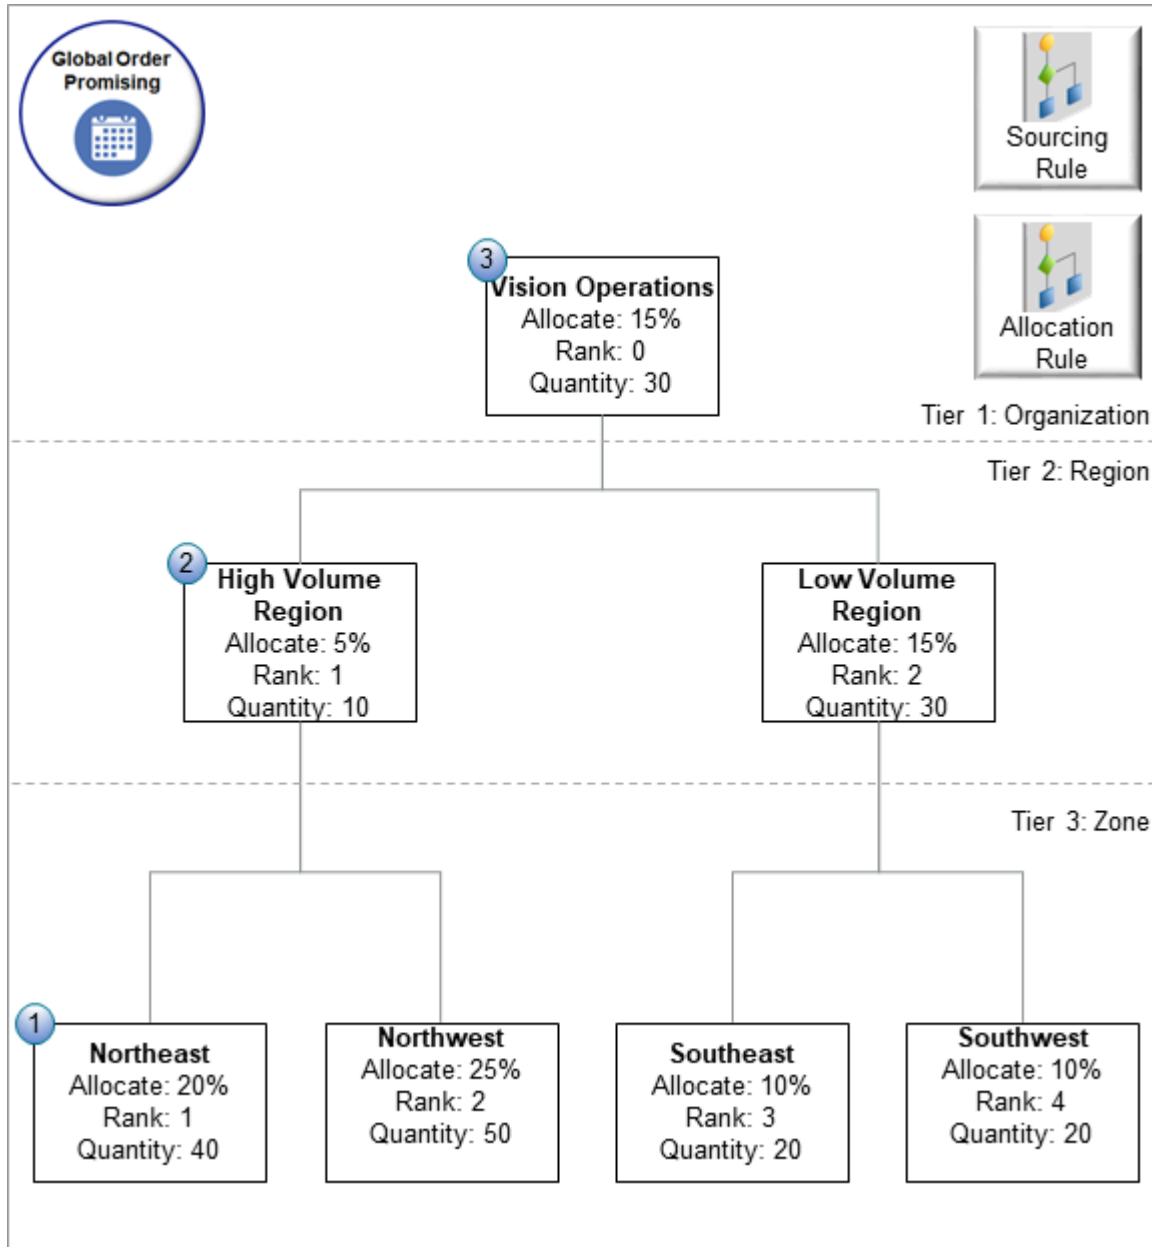 Global Order
Promising
Sourcing
Rule
Allocation
Rule
3
Vision Operations
Allocate: 15%
Rank: 0
Quantity: 30
Tier 1: Organization
Tier 2: Region
2
High Volume
Region
Allocate: 5%
Rank: 1
Quantity: 10
Low Volume
Region
Allocate: 15%
Rank: 2
Quantity: 30
Tier 3: Zone
1
Northeast
Allocate: 20%
Rank: 1
Quantity: 40
Northwest
Allocate: 25%
Rank: 2
Quantity: 50
Southeast
Allocate: 10%
Rank: 3
Quantity: 20
Southwest
Allocate: 10%
Rank: 4
Quantity: 20